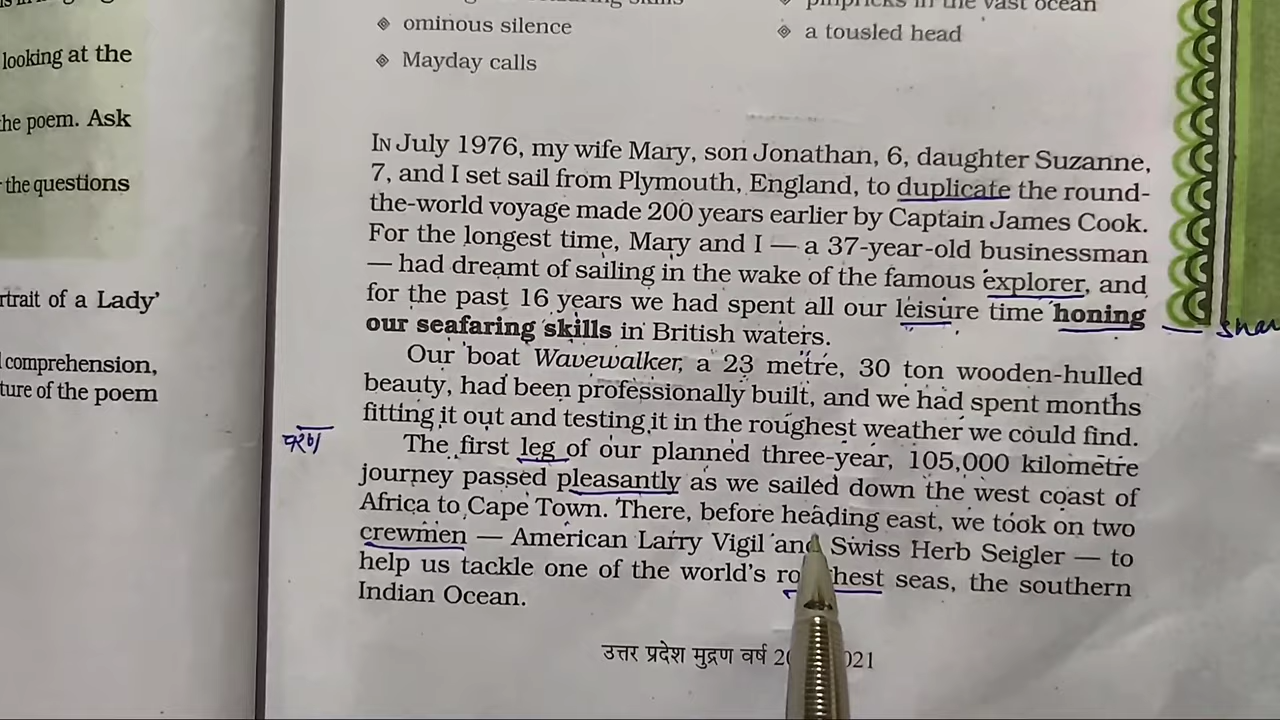 looking at the
the poem. Ask
the questions
rtrait of a Lady'
comprehension,
ture of the poem
in the vast ocean
ominous silence
a tousled head
Mayday calls
IN July 1976, my wife Mary, son Jonathan, 6, daughter Suzanne,
7, and I set sail from Plymouth, England, to duplicate the round-
the-world voyage made 200 years earlier by Captain James Cook.
For the longest time, Mary and I — a 37-year-old businessman
— had dreamt of sailing in the wake of the famous explorer, and
for the past 16 years we had spent all our leisure time honing
our seafaring skills in British waters.
Our boat Wavewalker, a 23 metre, 30 ton wooden-hulled
beauty, had been professionally built, and we had spent months
fitting it out and testing it in the roughest weather we could find.
The first leg of our planned three-year, 105,000 kilometre
journey passed pleasantly as we sailed down the west coast of
Africa to Cape Town. There, before heading east, we took on two
crewmen — American Larry Vigil and Swiss Herb Seigler — to
help us tackle one of the world's roughest seas, the southern
Indian Ocean.
उत्तर प्रदेश मुद्रण वर्ष